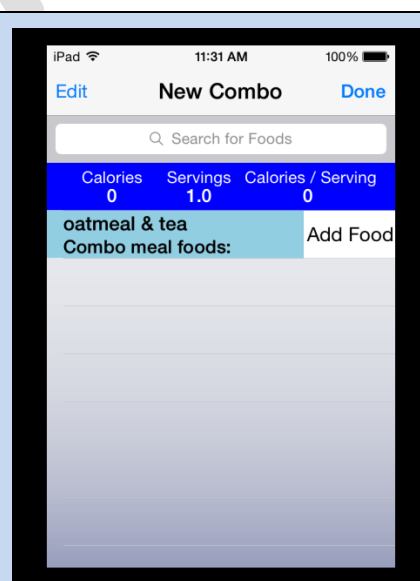 iPad 11:31 AM 100%
Edit New Combo Done
Search for Foods
Calories Servings Calories / Serving
0 1.0 0
oatmeal & tea
Combo meal foods:
Add Food